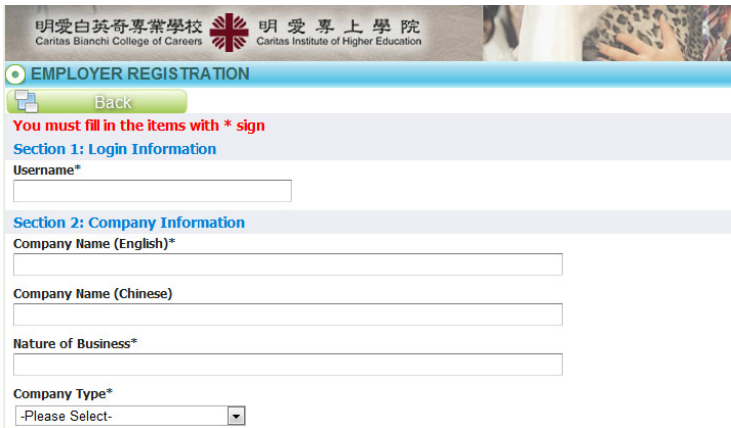 明愛白英奇專業學校 明愛專上學院
Caritas Bianchi College of Careers Caritas Institute of Higher Education
EMPLOYER REGISTRATION
Back
You must fill in the items with * sign
Section 1: Login Information
Username*
Section 2: Company Information
Company Name (English)*
Company Name (Chinese)
Nature of Business*
Company Type*
-Please Select-